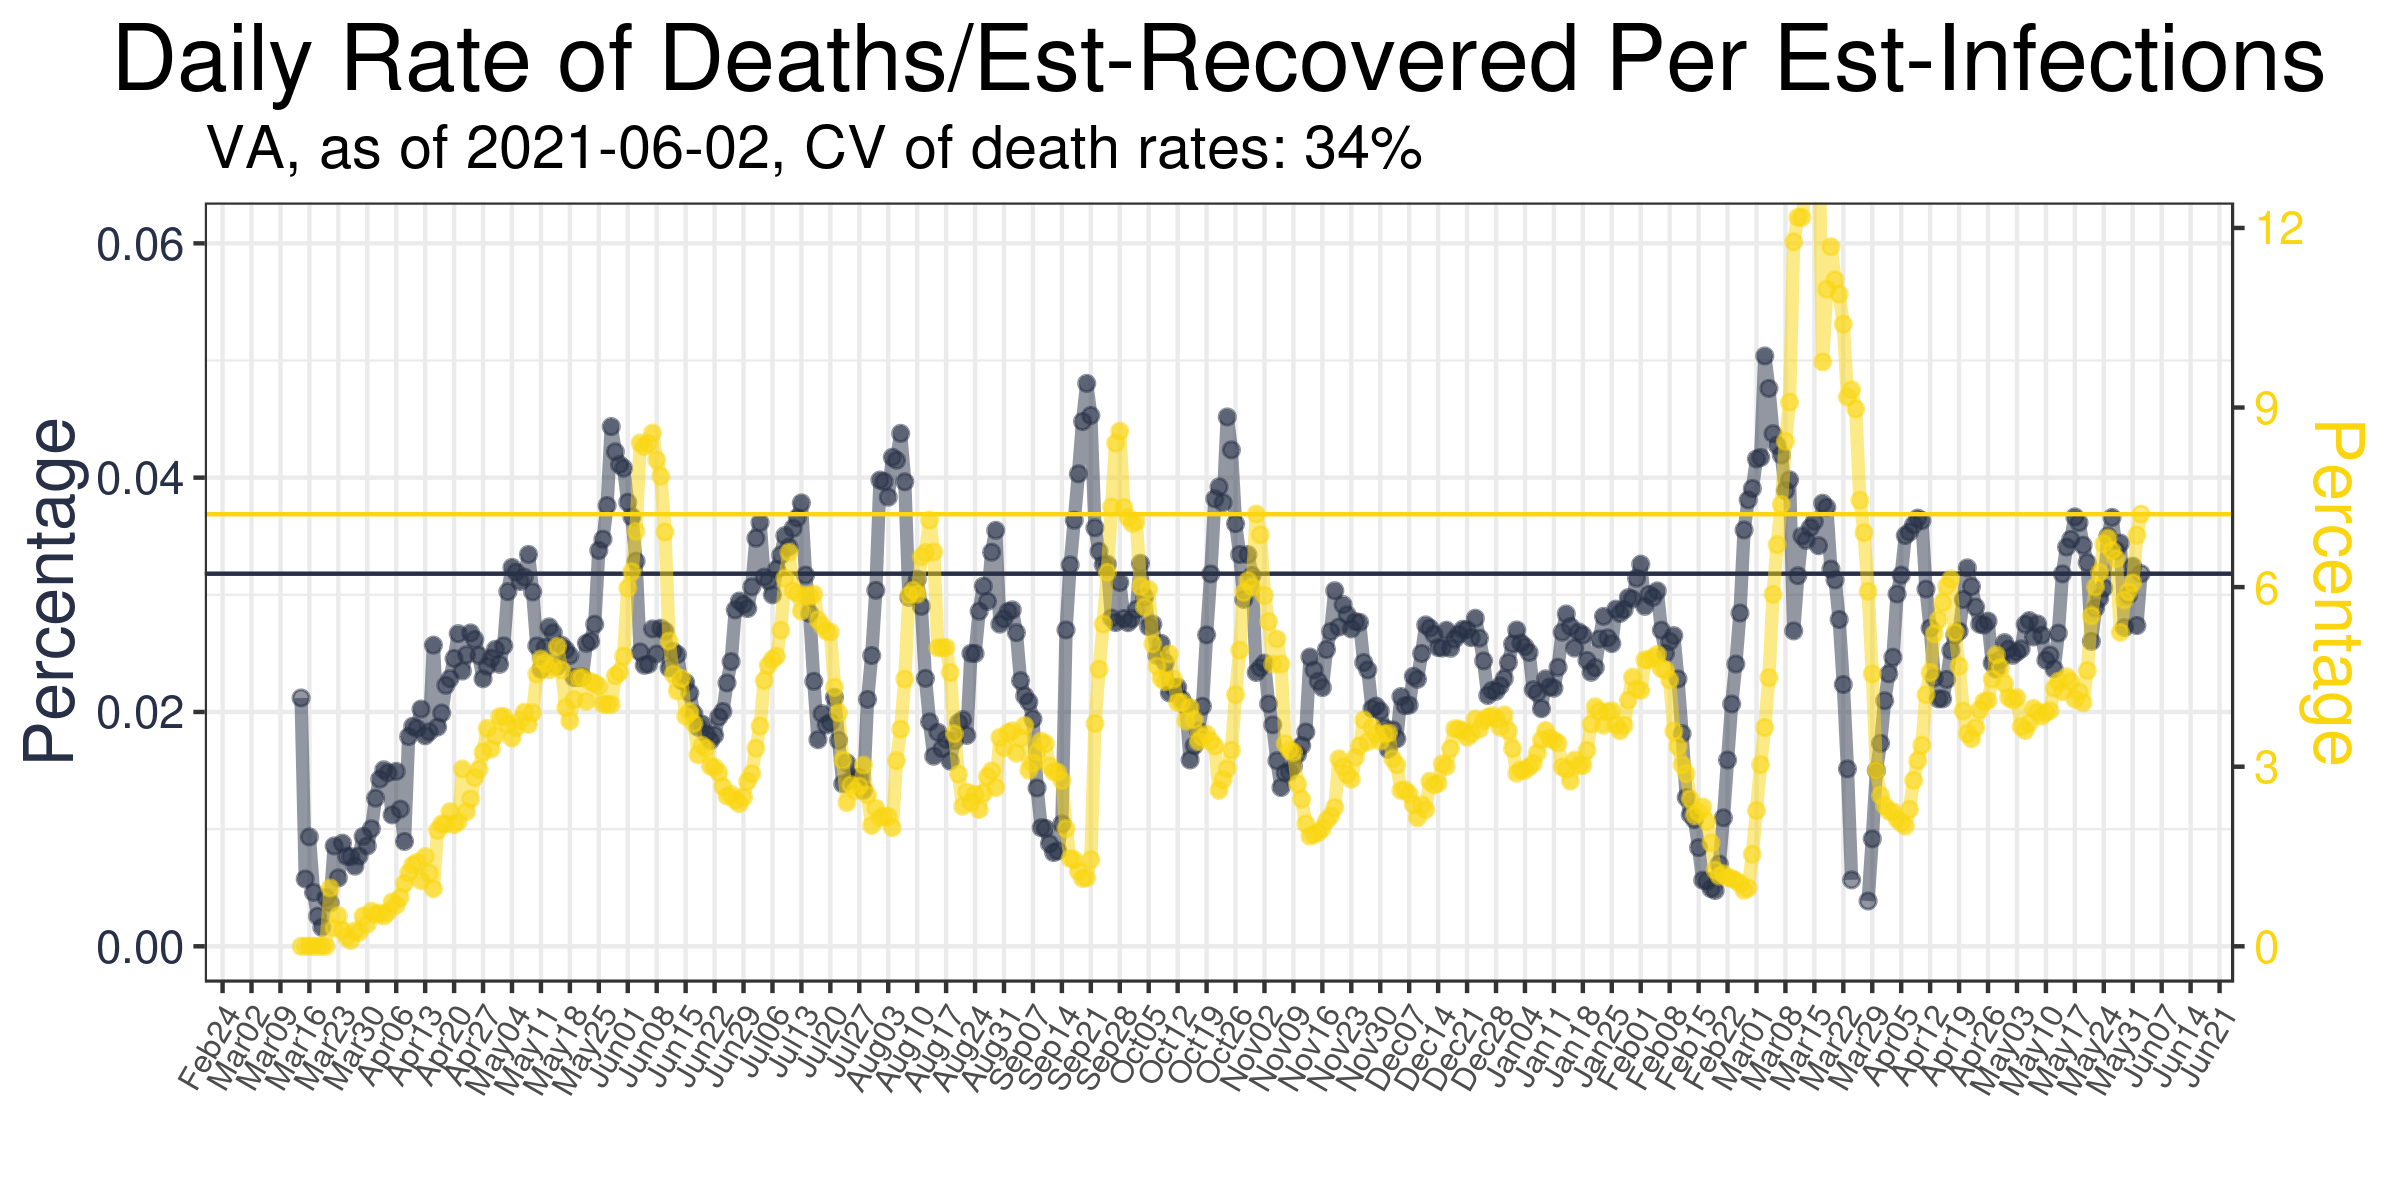 Daily Rate of Deaths/Est-Recovered Per Est-Infections
VA, as of 2021-06-02, CV of death rates: 34%
Percentage
0.06
0.04
0.02
0.00
12
9
6
3
0
Percentage
Feb24
Mar02
Mar09
Mar16
Mar23
Mar30
Apr06
Apr13
Apr20
Apr27
May04
May11
May18
May25
Jun01
Jun08
Jun15
Jun22
Jun29
Jul06
Jul13
Jul20
Jul27
Aug03
Aug10
Aug17
Aug24
Aug31
Sep07
Sep14
Sep21
Sep28
Oct05
Oct12
Oct19
Oct26
Nov02
Nov09
Nov16
Nov23
Nov30
Dec07
Dec14
Dec21
Dec28
Jan04
Jan11
Jan18
Jan25
Feb01
Feb08
Feb15
Feb22
Mar01
Mar08
Mar15
Mar22
Mar29
Apr05
Apr12
Apr19
Apr26
May03
May10
May17
May24
May31
Jun07
Jun14
Jun21